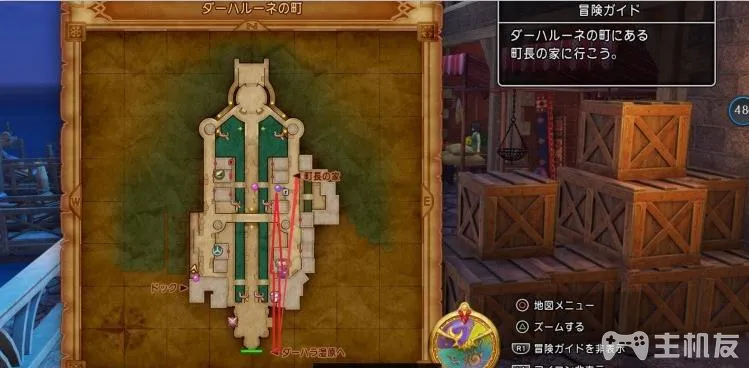 ダーハルーネの町
冒険ガイド
ダーハルーネの町にある
町長の家に行こう。
N
48
町長の家
W
E
ドック
ダーハラ湿原へ
地図メニュー
ズームする
R1 冒険ガイドを非表示
主机友